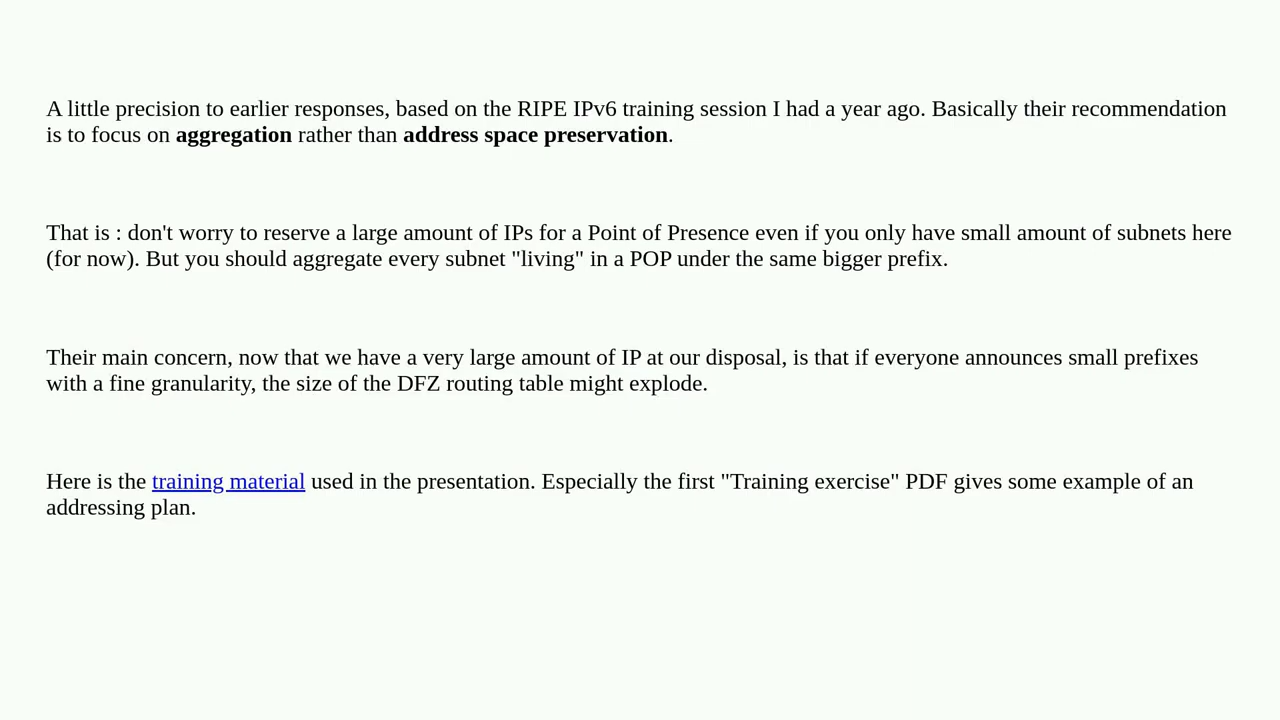 A little precision to earlier responses, based on the RIPE IPv6 training session I had a year ago. Basically their recommendation
is to focus on aggregation rather than address space preservation.
That is : don't worry to reserve a large amount of IPs for a Point of Presence even if you only have small amount of subnets here
(for now). But you should aggregate every subnet "living" in a POP under the same bigger prefix.
Their main concern, now that we have a very large amount of IP at our disposal, is that if everyone announces small prefixes
with a fine granularity, the size of the DFZ routing table might explode.
Here is the training material used in the presentation. Especially the first "Training exercise" PDF gives some example of an
addressing plan.